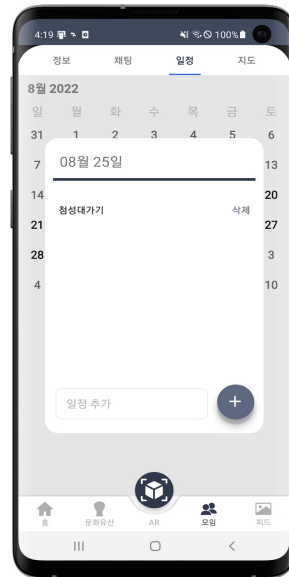 4:19 100%
정보 채팅 일정 지도
8월 2022
일 월 화 수 목 금 토
31 1 2 3 4 5 6
7 13
14 20
21 27
28 3
4 10
08월 25일
첨성대가기 삭제
일정 추가 +
홈 문화유산 AR 모임 피드